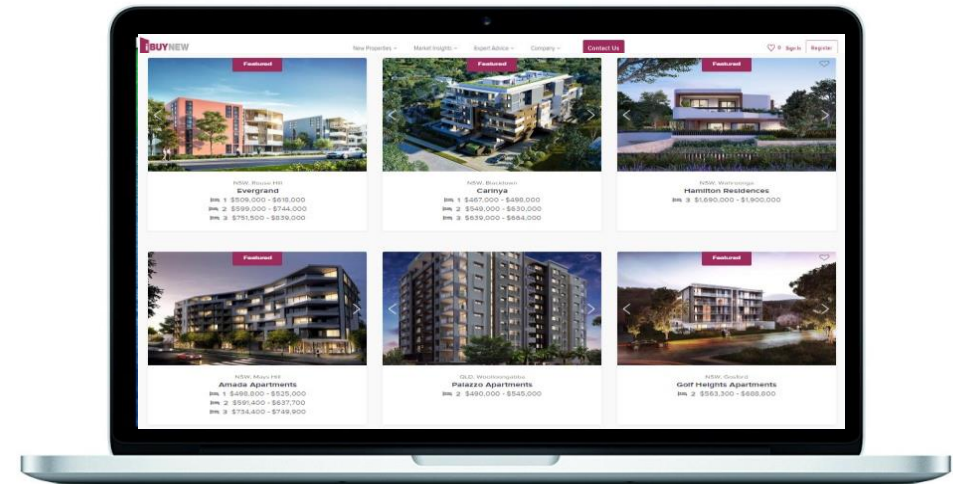 iBUYNEW
New Properties
Market Insights
Expert Advice
Company
Contact Us
0
Sign In
Register
Featured
Featured
Featured
NSW, Rouse Hill
Evergrand
1 $509,000 - $618,000
2 $599,000 - $744,000
3 $751,500 - $839,000
NSW, Blacktown
Carinya
1 $467,000 - $498,000
2 $549,000 - $630,000
3 $639,000 - $684,000
NSW, Wahroonga
Hamilton Residences
3 $1,690,000 - $1,900,000
Featured
Featured
NSW, Mays Hill
Amada Apartments
1 $498,800 - $525,000
2 $591,400 - $637,700
3 $734,400 - $749,900
QLD, Woolloongabba
Palazzo Apartments
2 $490,000 - $545,000
NSW, Gosford
Golf Heights Apartments
2 $563,300 - $688,800